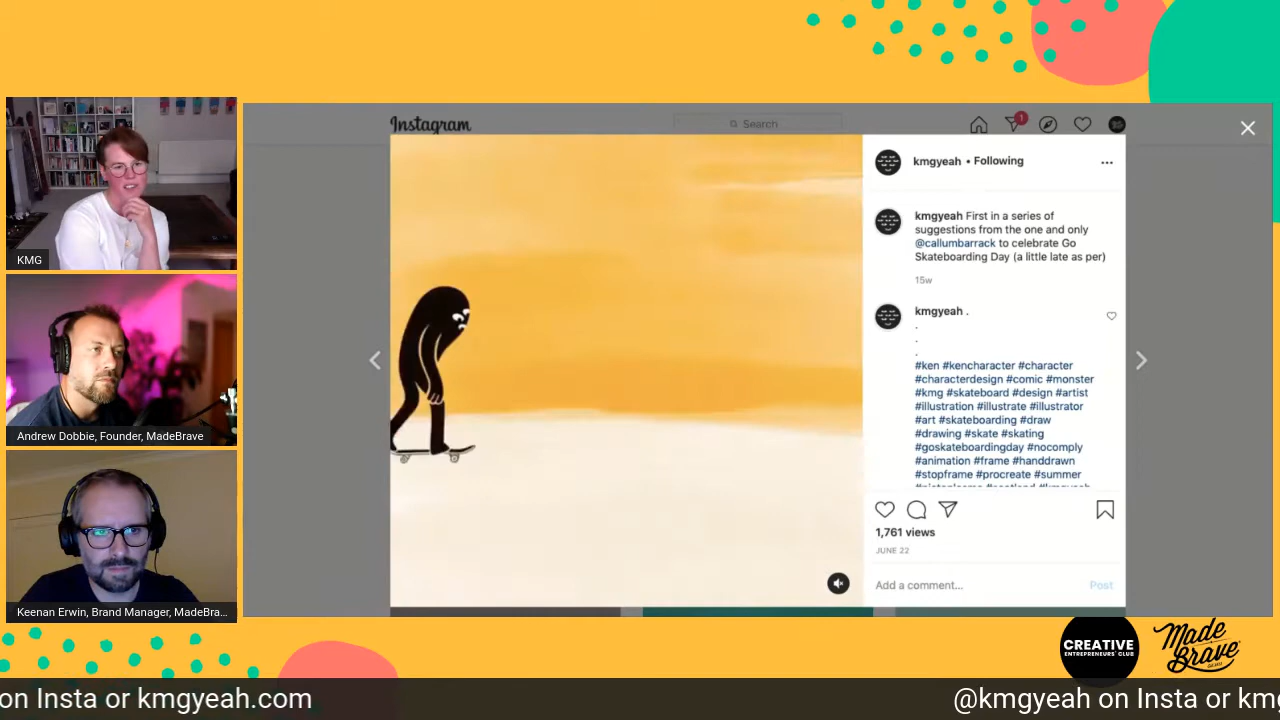 KMG
Andrew Dobbie, Founder, MadeBrave
Keenan Erwin, Brand Manager, MadeBra...
Instagram
Search
1
kmgyeah • Following
kmgyeah First in a series of
suggestions from the one and only
@callumbarrack to celebrate Go
Skateboarding Day (a little late as per)
15w
kmgyeah .
.
.
.
#ken #kencharacter #character
#characterdesign #comic #monster
#kmg #skateboard #design #artist
#illustration #illustrate #illustrator
#art #skateboarding #draw
#drawing #skate #skating
#goskateboardingday #nocomply
#animation #frame #handdrawn
#stopframe #procreate #summer
1,761 views
JUNE 22
Add a comment...
Post
CREATIVE
ENTREPRENEURS' CLUB
Made
Brave
on Insta or kmgyeah.com
@kmgyeah on Insta or kmg